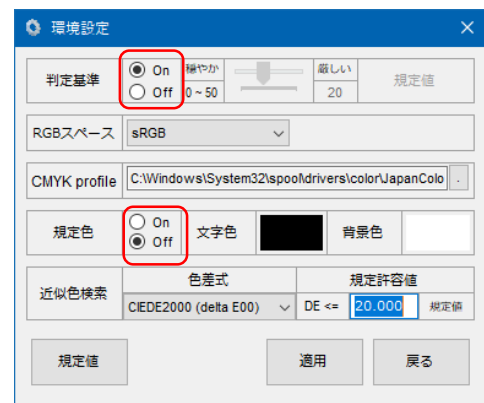 環境設定
判定基準 On 穏やか 厳しい 規定値
Off 0 ~ 50 20
RGBスペース sRGB
CMYK profile C:\Windows\System32\spool\drivers\color\JapanColo .
規定色 On Off 文字色 背景色
近似色検索 色差式 規定許容値
CIEDE2000 (delta E00) DE <= 20.000 規定値
規定値 適用 戻る